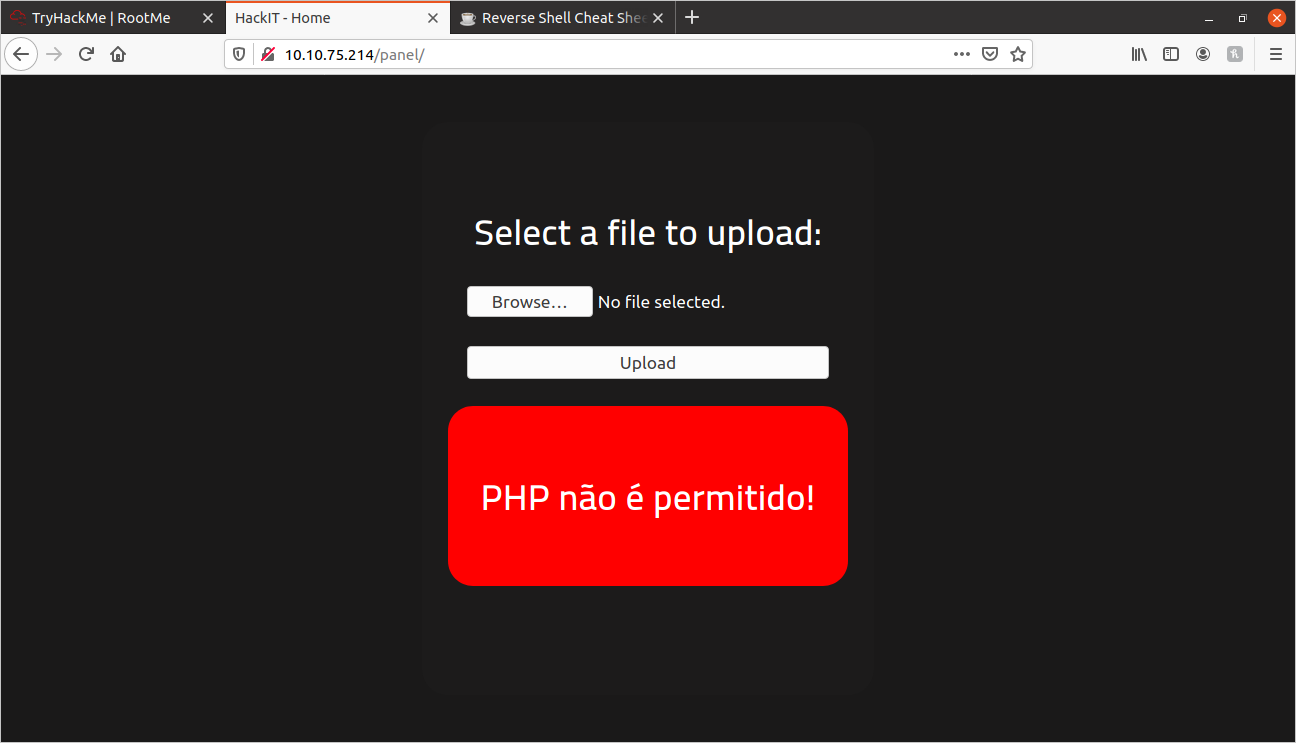 TryHackMe | RootMe
HackIT - Home
Reverse Shell Cheat Shee
10.10.75.214/panel/
Select a file to upload:
Browse... No file selected.
Upload
PHP não é permitido!